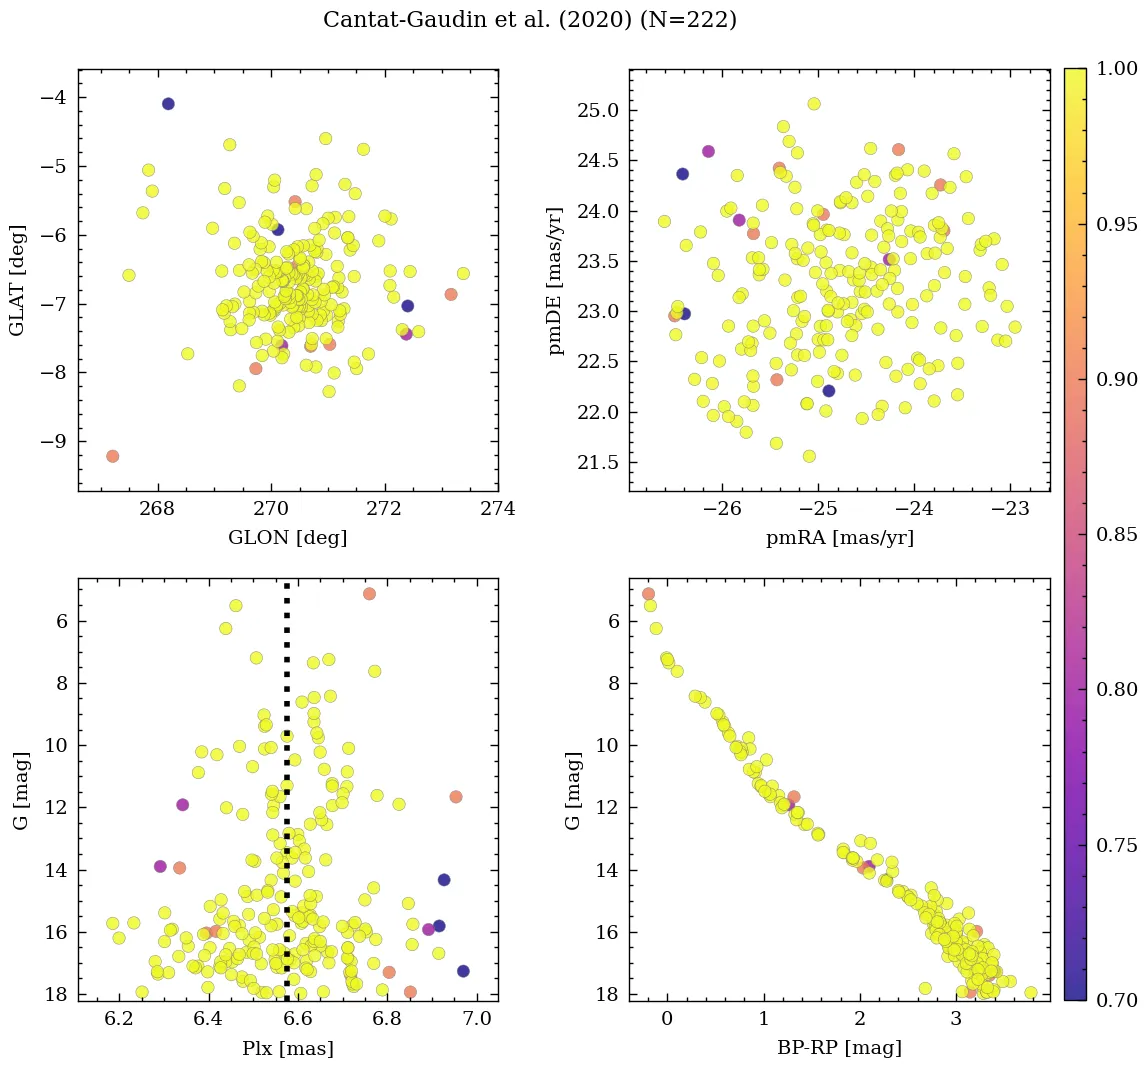 Cantat-Gaudin et al. (2020) (N=222)
−4
−5
−6
−7
−8
−9
GLAT [deg]
268 270 272 274
GLON [deg]
25.0
24.5
24.0
23.5
23.0
22.5
22.0
21.5
pmDE [mas/yr]
−26 −25 −24 −23
pmRA [mas/yr]
6
8
10
12
14
16
18
G [mag]
6.2 6.4 6.6 6.8 7.0
Plx [mas]
6
8
10
12
14
16
18
G [mag]
0 1 2 3
BP-RP [mag]
1.00
0.95
0.90
0.85
0.80
0.75
0.70